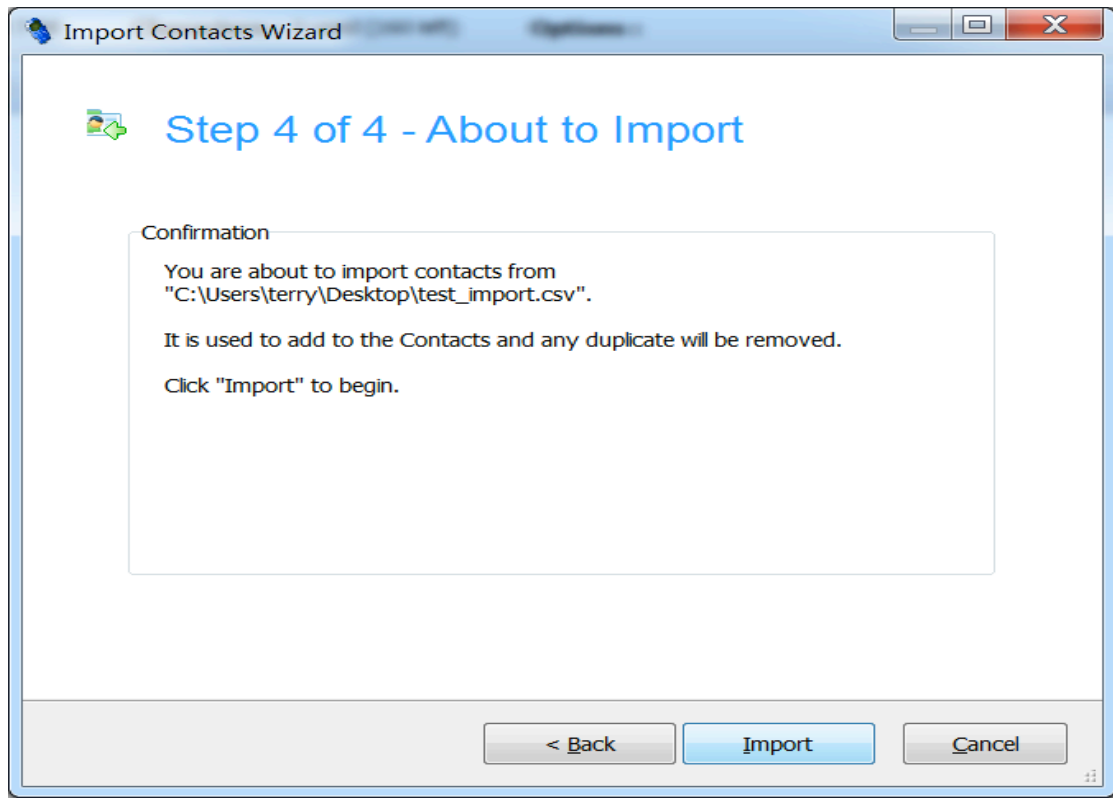 Import Contacts Wizard
Step 4 of 4 - About to Import
Confirmation
You are about to import contacts from
"C:\Users\terry\Desktop\test_import.csv".
It is used to add to the Contacts and any duplicate will be removed.
Click "Import" to begin.
< Back
Import
Cancel